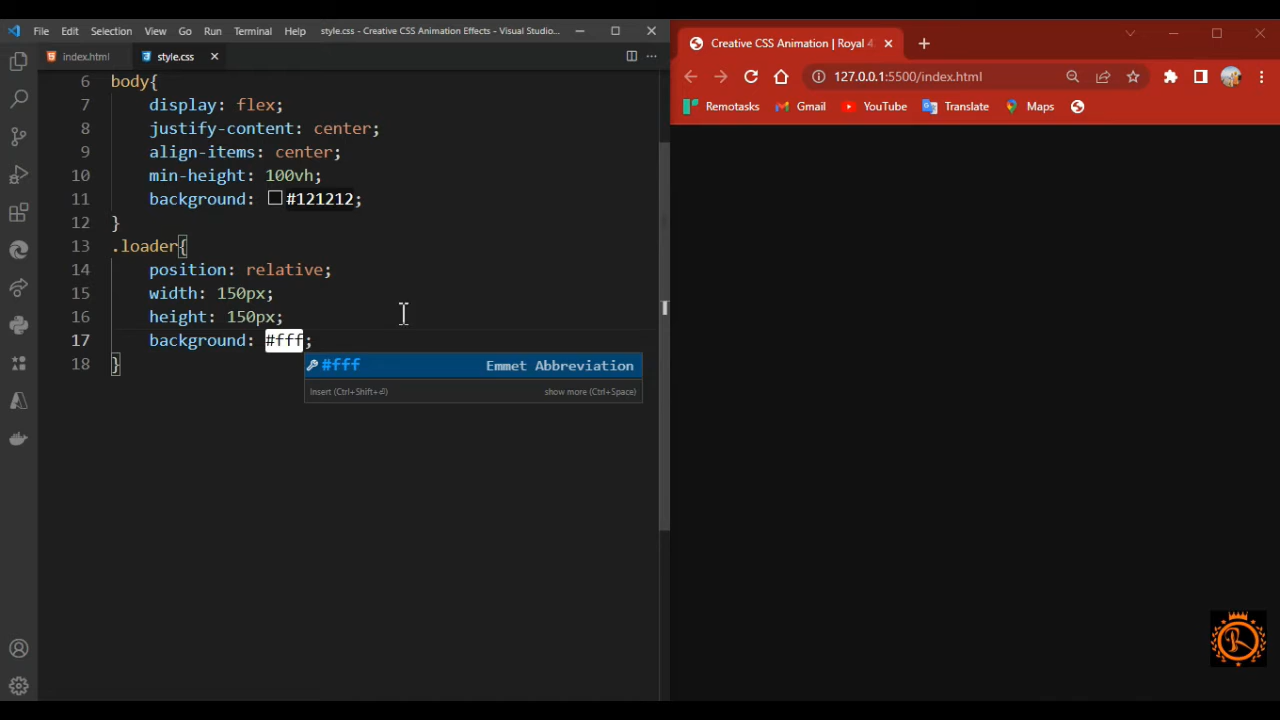 File Edit Selection View Go Run Terminal Help style.css - Creative CSS Animation Effects - Visual Studio...
index.html style.css
6 body{
7 display: flex;
8 justify-content: center;
9 align-items: center;
10 min-height: 100vh;
11 background: #121212;
12 }
13 .loader{
14 position: relative;
15 width: 150px;
16 height: 150px;
17 background: #fff;
18 }
#fff Emmet Abbreviation
Insert (Ctrl+Shift+⏎) show more (Ctrl+Space)
Creative CSS Animation | Royal 4
127.0.0.1:5500/index.html
Remotasks Gmail YouTube Translate Maps